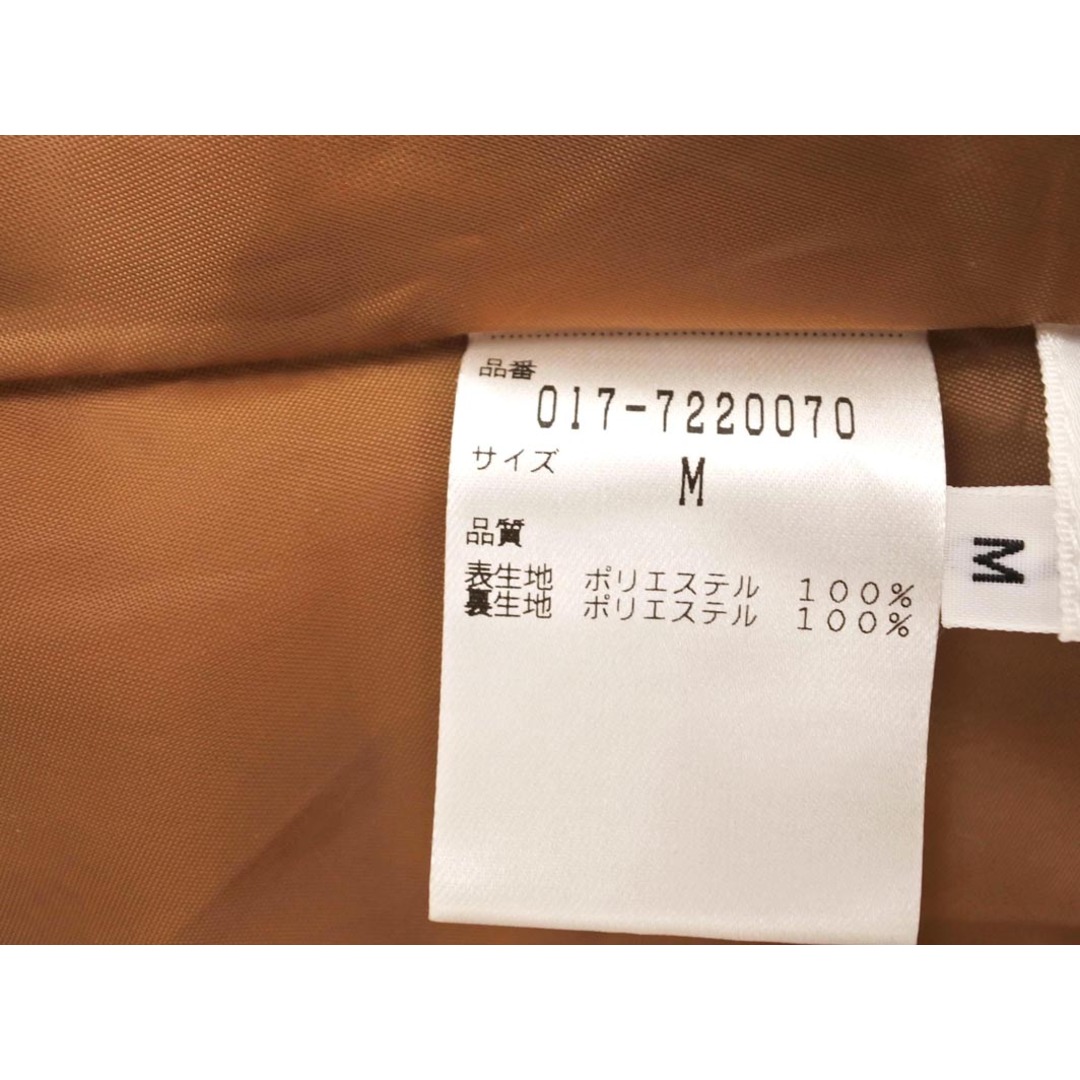 品番
017-7220070
サイズ
M
品質
表生地 ポリエステル 100%
裏生地 ポリエステル 100%
M